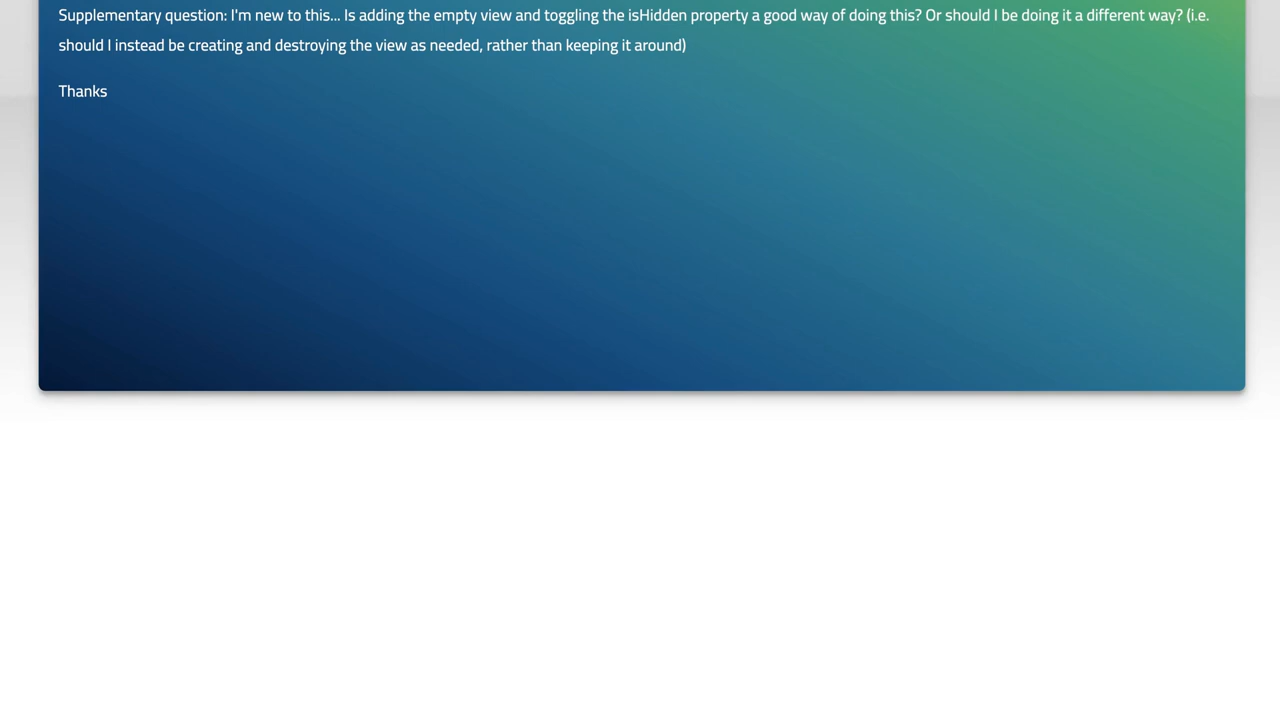 Supplementary question: I'm new to this... Is adding the empty view and toggling the isHidden property a good way of doing this? Or should I be doing it a different way? (i.e.
should I instead be creating and destroying the view as needed, rather than keeping it around)
Thanks